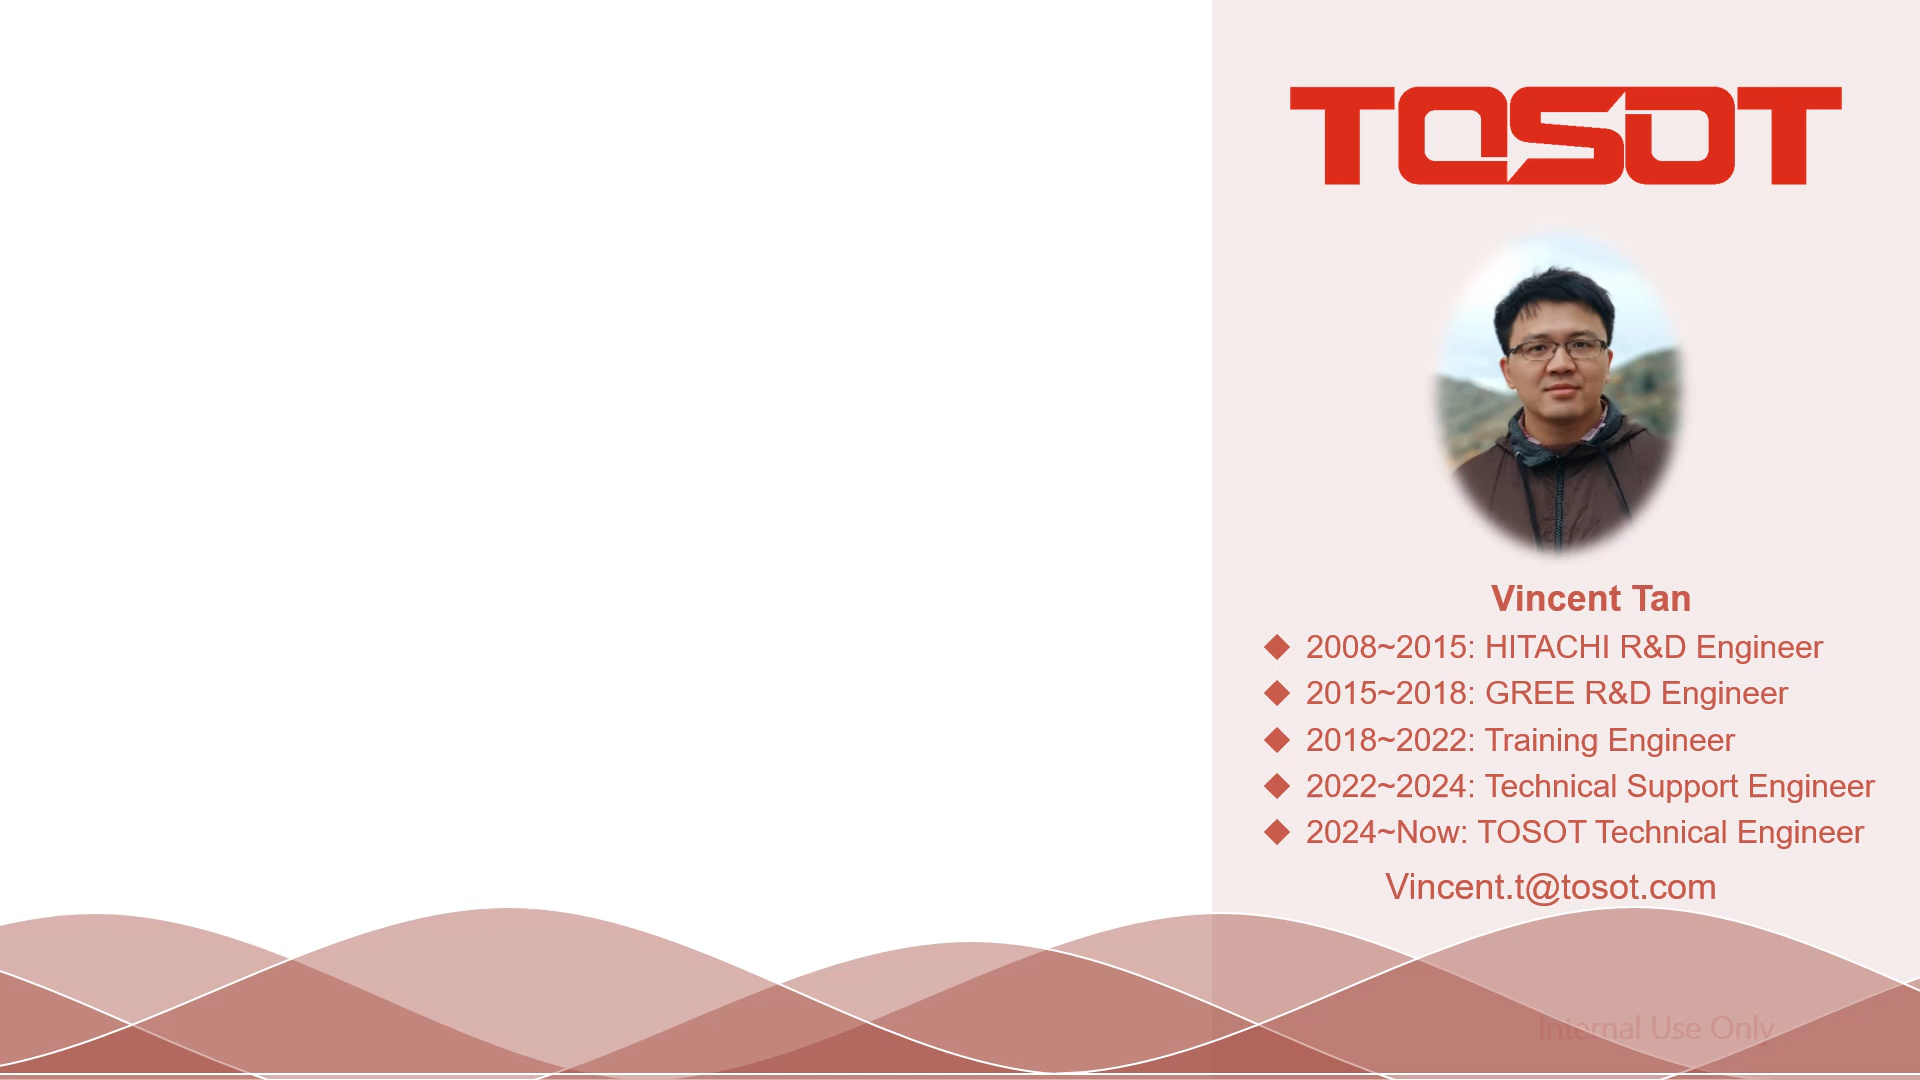 TOSOT
Vincent Tan
◆ 2008~2015: HITACHI R&D Engineer
◆ 2015~2018: GREE R&D Engineer
◆ 2018~2022: Training Engineer
◆ 2022~2024: Technical Support Engineer
◆ 2024~Now: TOSOT Technical Engineer
Vincent.t@tosot.com
Internal Use Only